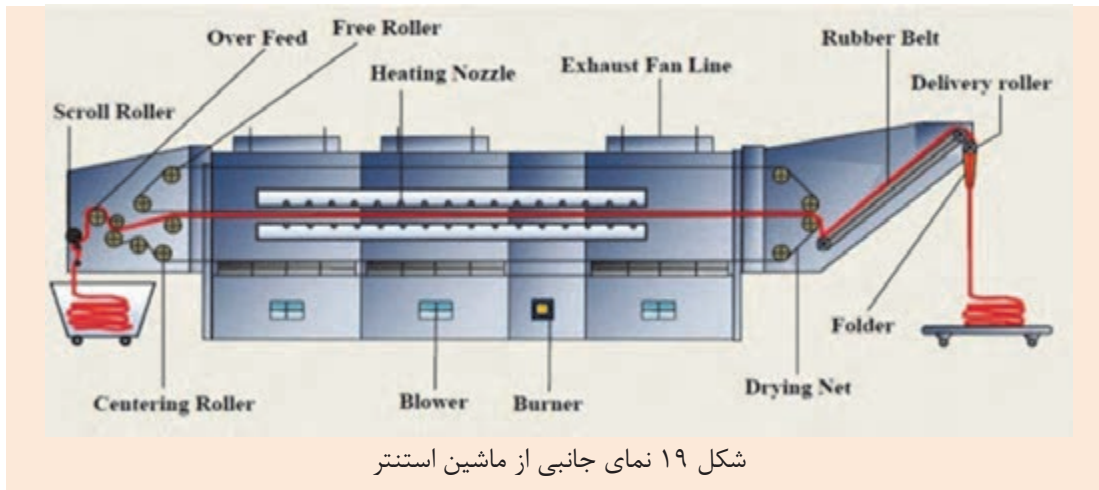 Over Feed
Free Roller
Rubber Belt
Heating Nozzle
Exhaust Fan Line
Delivery roller
Scroll Roller
Folder
Drying Net
Centering Roller
Blower
Burner
شکل ۱۹ نمای جانبی از ماشین استنتر